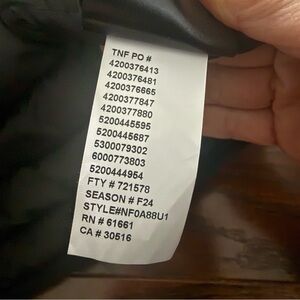 TNF PO #
4200376413
4200376481
4200376665
4200377847
4200377880
5200445595
5200445687
5300079302
6000773803
5200444954
FTY # 721578
SEASON # F24
STYLE#NF0A88U1
RN # 61661
CA # 30516